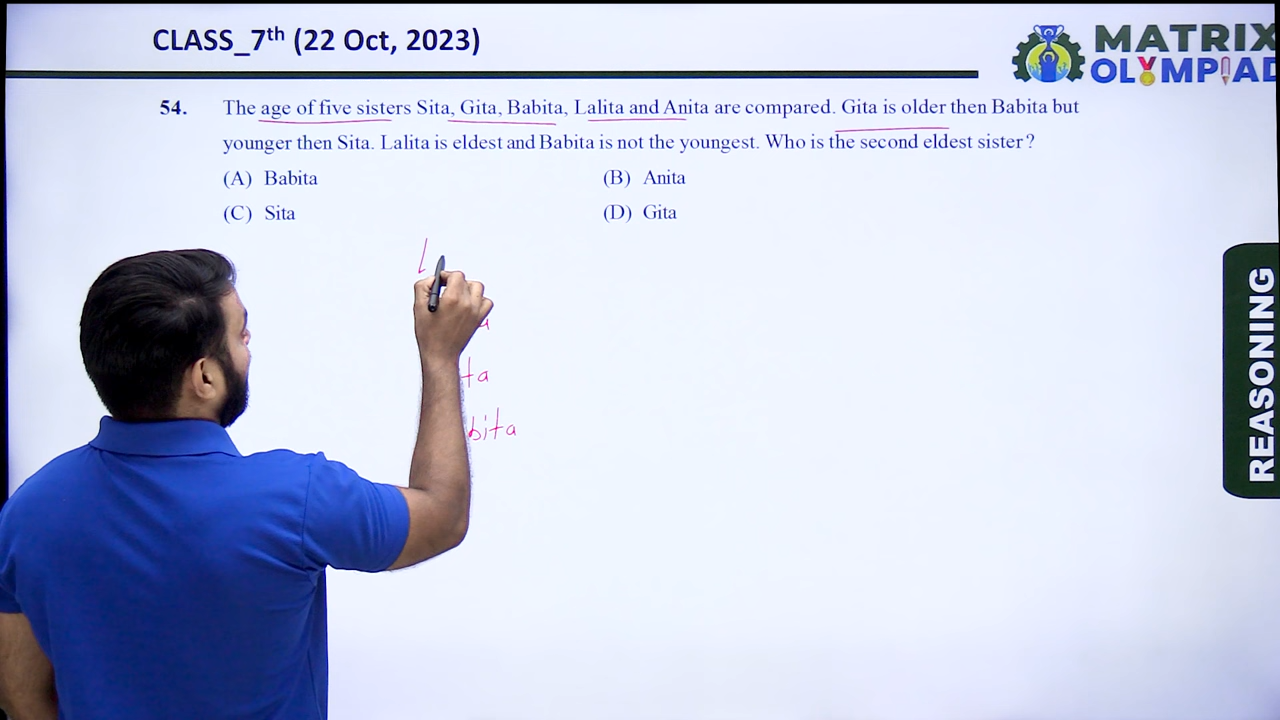 CLASS_7th (22 Oct, 2023)
MATRIX
OLYMPIAD
54. The age of five sisters Sita, Gita, Babita, Lalita and Anita are compared. Gita is older then Babita but
younger then Sita. Lalita is eldest and Babita is not the youngest. Who is the second eldest sister?
(A) Babita (B) Anita
(C) Sita (D) Gita
L
a
ta
bita
REASONING